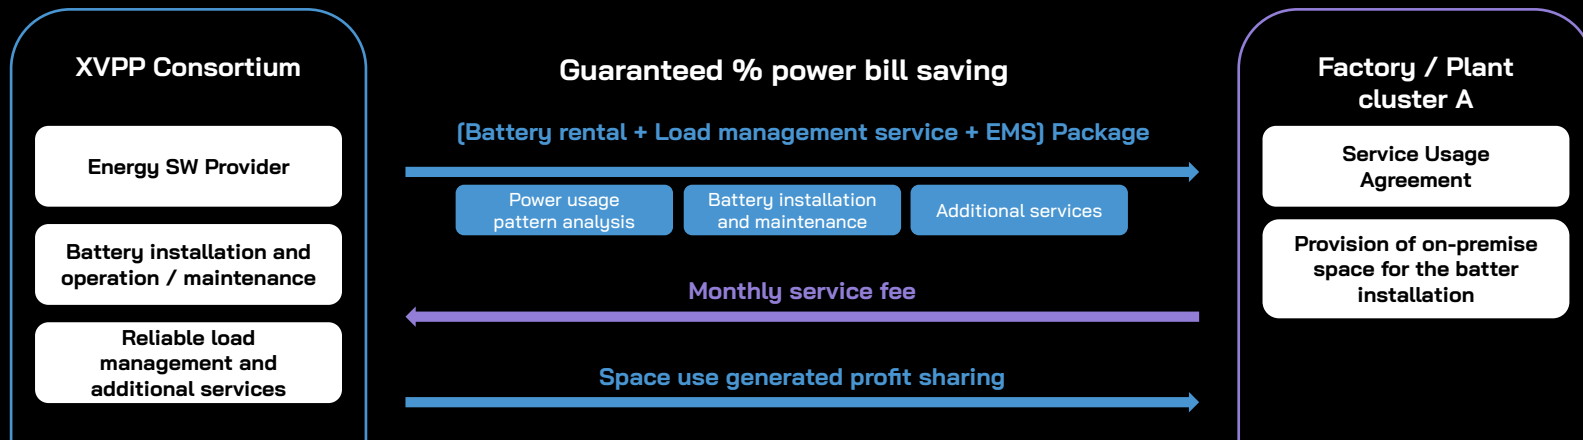 XVPP Consortium
Energy SW Provider
Battery installation and
operation / maintenance
Reliable load
management and
additional services
Guaranteed % power bill saving
(Battery rental + Load management service + EMS) Package
Power usage
pattern analysis
Battery installation
and maintenance
Additional services
Monthly service fee
Space use generated profit sharing
Factory / Plant
cluster A
Service Usage
Agreement
Provision of on-premise
space for the batter
installation